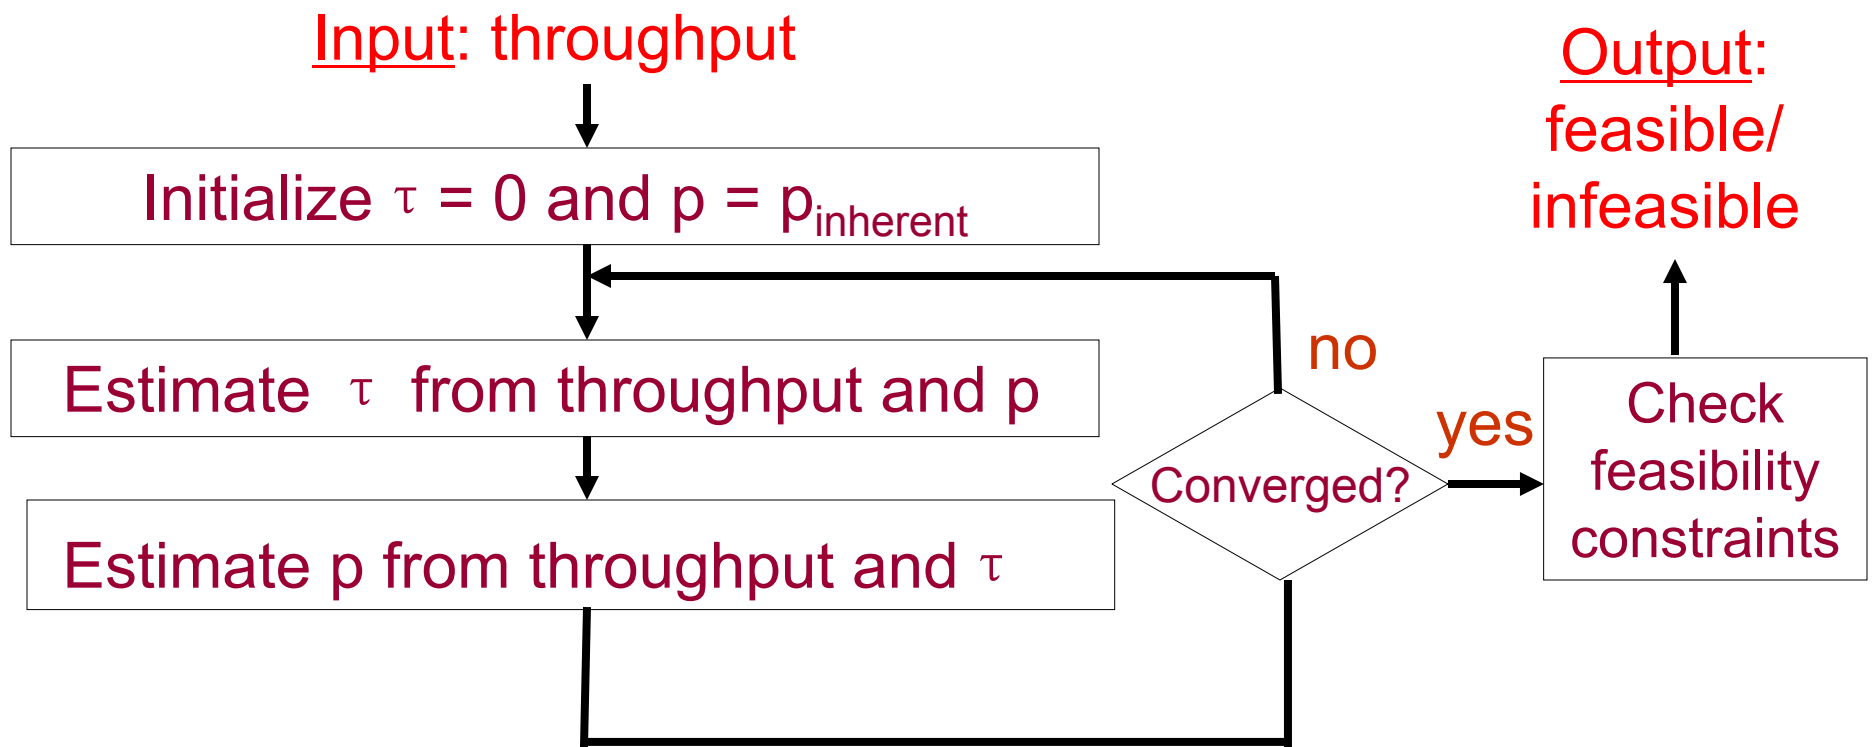 Input: throughput
Initialize τ = 0 and p = pinherent
Estimate τ from throughput and p
Estimate p from throughput and τ
Converged?
no
yes
Check
feasibility
constraints
Output:
feasible/
infeasible